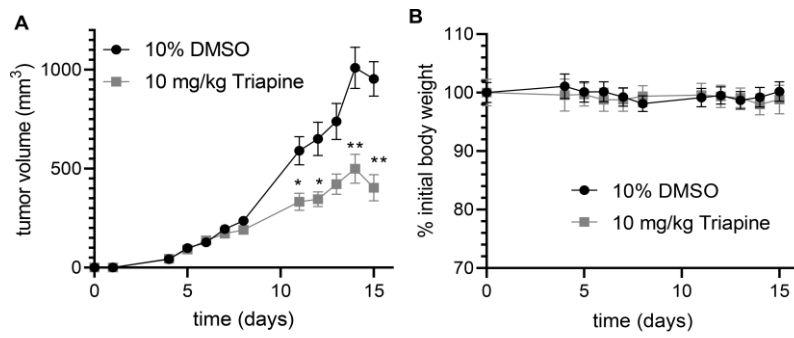 A
10% DMSO
10 mg/kg Triapine
tumor volume (mm³)
1000
500
0
* * ** **
0 5 10 15
time (days)
B
% initial body weight
110
100
90
80
70
10% DMSO
10 mg/kg Triapine
0 5 10 15
time (days)